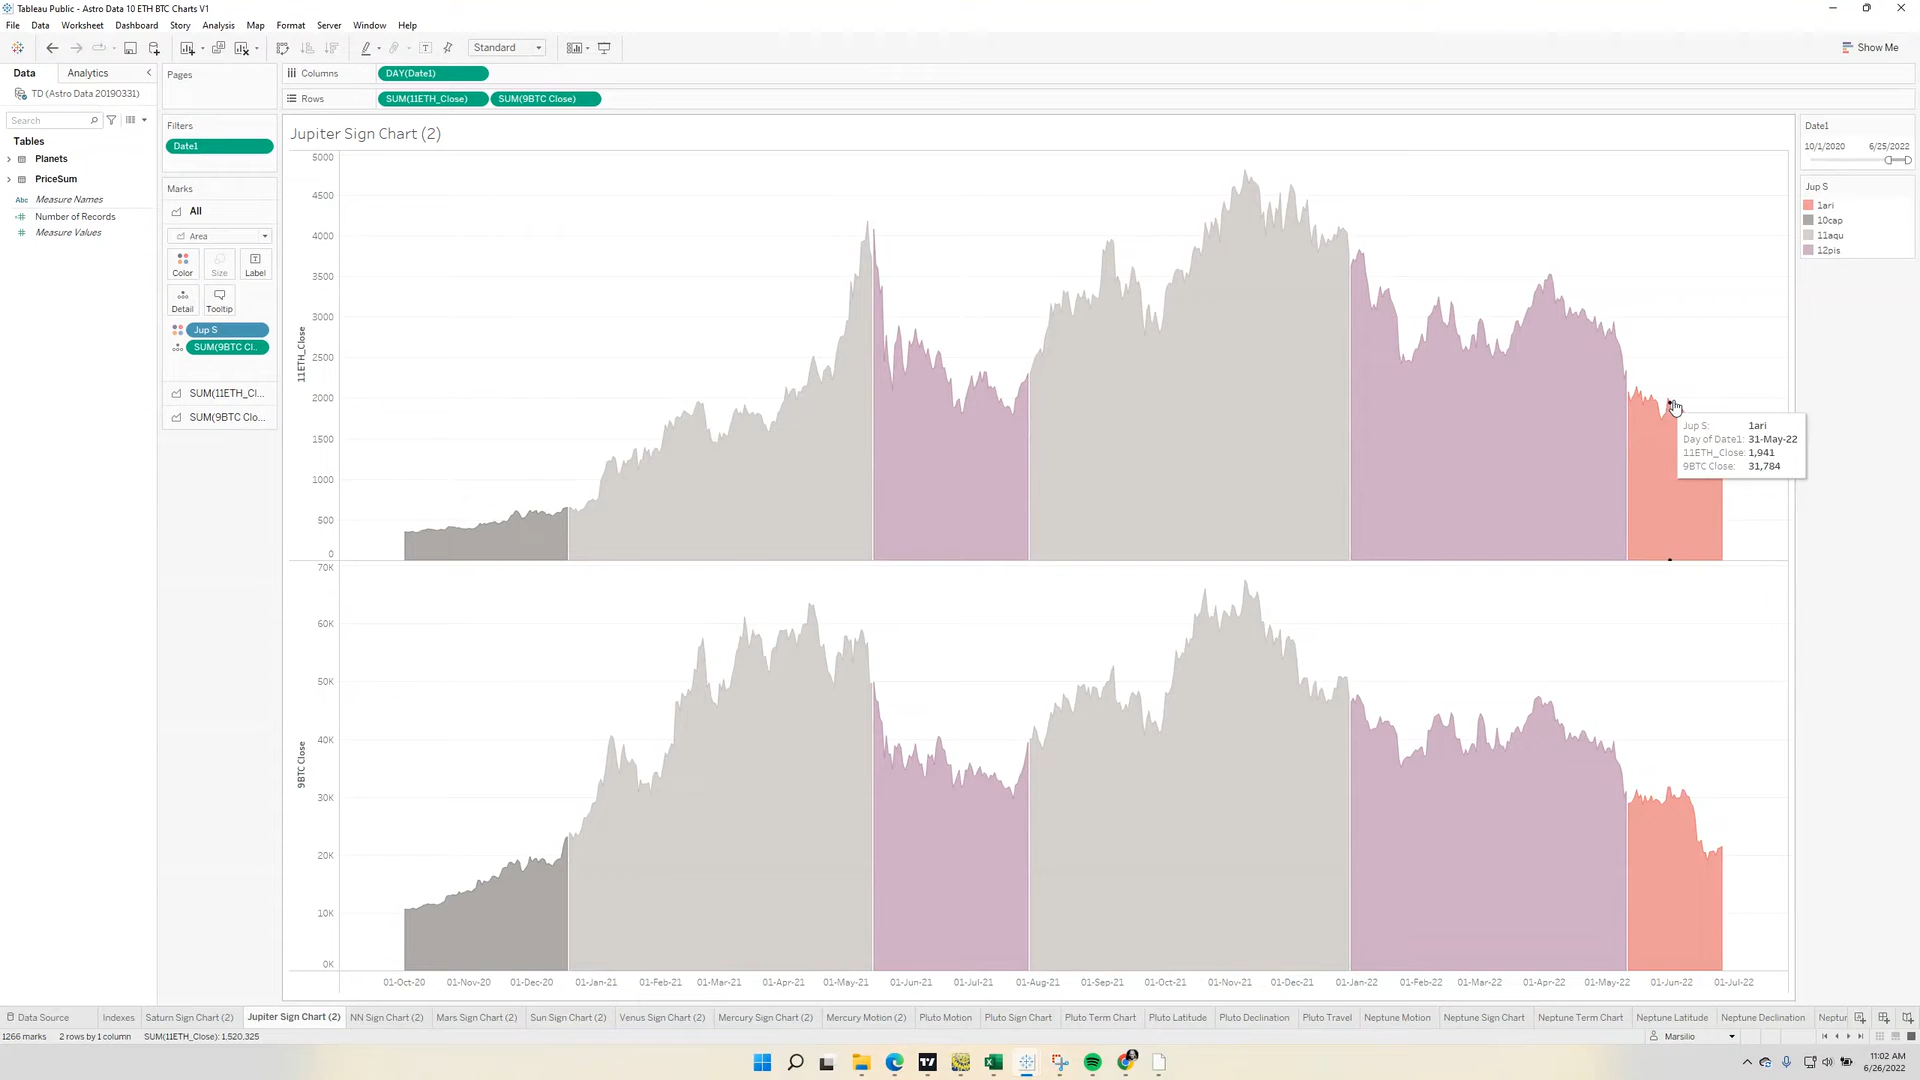 Tableau Public - Astro Data 10 ETH BTC Charts V1
File Data Worksheet Dashboard Story Analysis Map Format Server Window Help
Standard
Show Me
Data Analytics
TD (Astro Data 20190331)
Search
Tables
Planets
PriceSum
Abc Measure Names
Number of Records
Measure Values
Pages
Filters
Date1
Marks
All
Area
Color Size Label
Detail Tooltip
Jup S
SUM(9BTC Cl..
SUM(11ETH_Cl...
SUM(9BTC Clo...
Columns DAY(Date1)
Rows SUM(11ETH_Close) SUM(9BTC Close)
Jupiter Sign Chart (2)
5000
4500
4000
3500
3000
2500
2000
1500
1000
500
0
11ETH_Close
70K
60K
50K
40K
30K
20K
10K
0K
9BTC Close
01-Oct-20 01-Nov-20 01-Dec-20 01-Jan-21 01-Feb-21 01-Mar-21 01-Apr-21 01-May-21 01-Jun-21 01-Jul-21 01-Aug-21 01-Sep-21 01-Oct-21 01-Nov-21 01-Dec-21 01-Jan-22 01-Feb-22 01-Mar-22 01-Apr-22 01-May-22 01-Jun-22 01-Jul-22
Jup S: 1ari
Day of Date1: 31-May-22
11ETH_Close: 1,941
9BTC Close: 31,784
Date1
10/1/2020 6/25/2022
Jup S
1ari
10cap
11aqu
12pis
Data Source Indexes Saturn Sign Chart (2) Jupiter Sign Chart (2) NN Sign Chart (2) Mars Sign Chart (2) Sun Sign Chart (2) Venus Sign Chart (2) Mercury Sign Chart (2) Mercury Motion (2) Pluto Motion Pluto Sign Chart Pluto Term Chart Pluto Latitude Pluto Declination Pluto Travel Neptune Motion Neptune Sign Chart Neptune Term Chart Neptune Latitude Neptune Declination Neptur
1266 marks 2 rows by 1 column SUM(11ETH_Close): 1,520,325
Marsilio
11:02 AM
6/26/2022